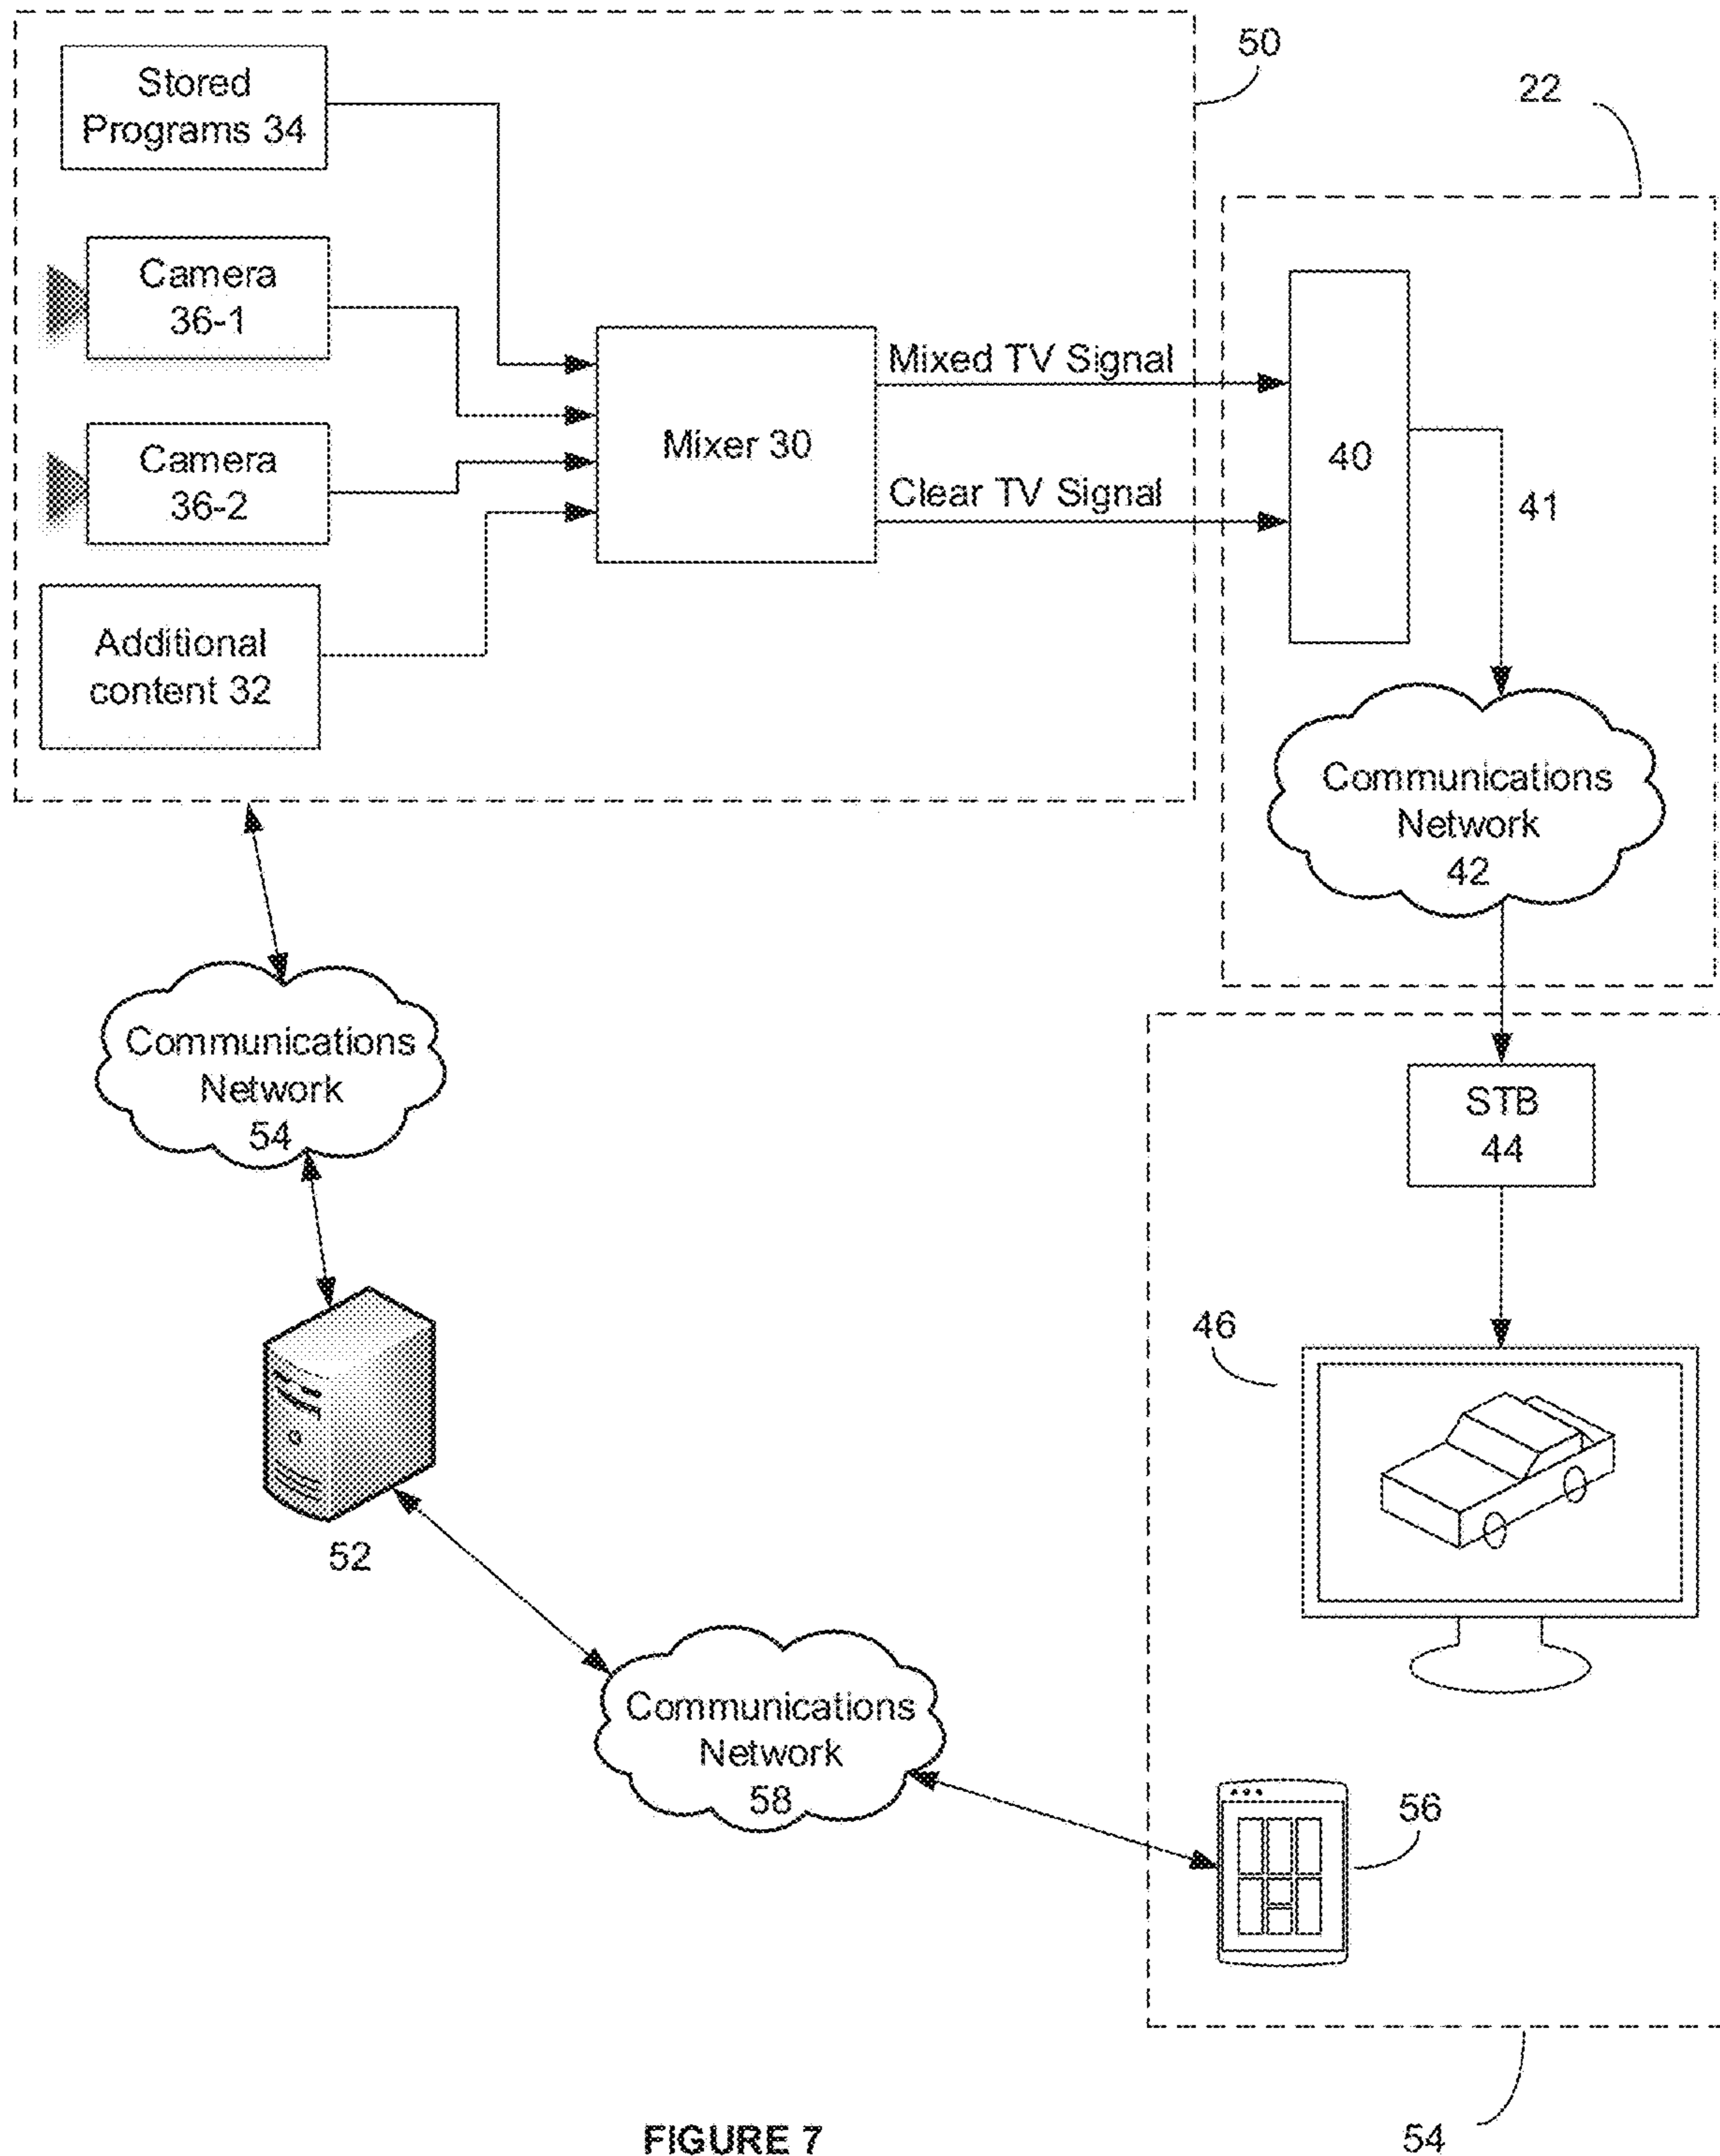 50
22
Stored
Programs 34
Camera
36-1
Mixed TV Signal
Mixer 30
Camera
36-2
Clear TV Signal
40
41
Additional
content 32
Communications
Network
42
Communications
Network
54
STB
44
46
52
Communications
Network
58
56
54
FIGURE 7